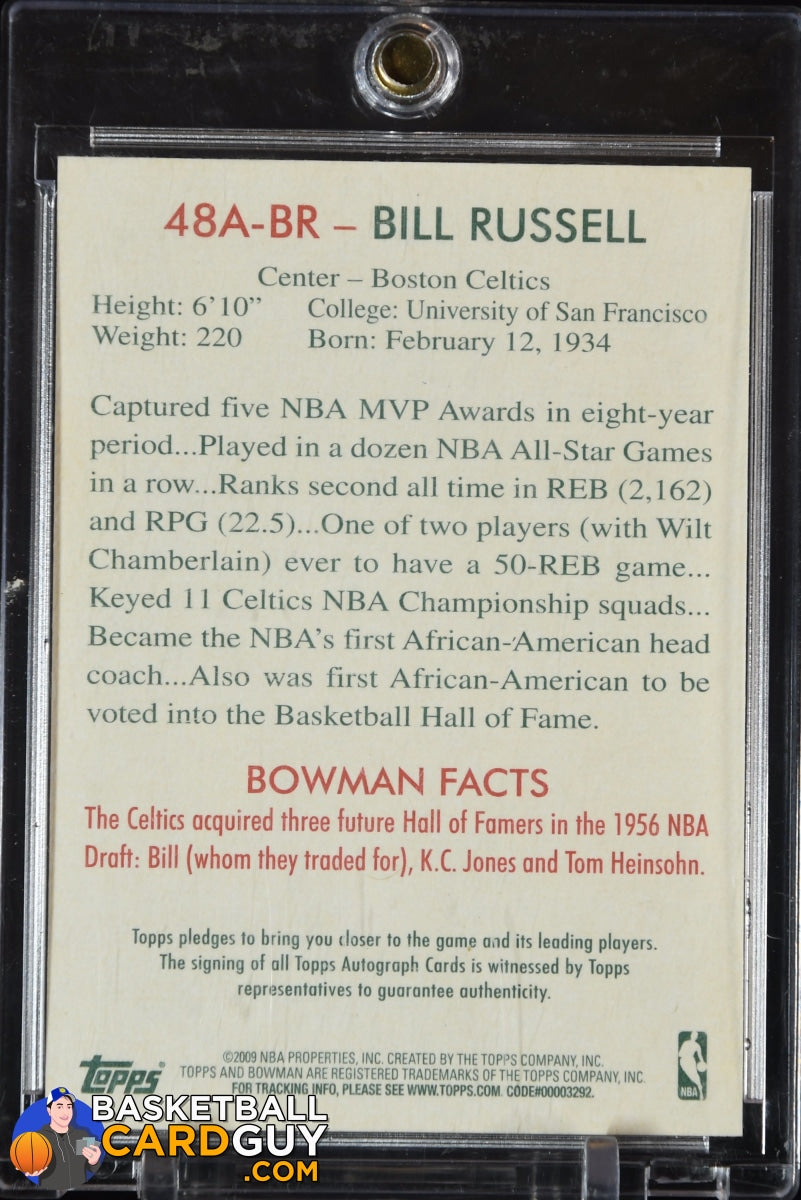 48A-BR – BILL RUSSELL
Center – Boston Celtics
Height: 6'10" College: University of San Francisco
Weight: 220 Born: February 12, 1934
Captured five NBA MVP Awards in eight-year
period...Played in a dozen NBA All-Star Games
in a row...Ranks second all time in REB (2,162)
and RPG (22.5)...One of two players (with Wilt
Chamberlain) ever to have a 50-REB game...
Keyed 11 Celtics NBA Championship squads...
Became the NBA's first African-American head
coach...Also was first African-American to be
voted into the Basketball Hall of Fame.
BOWMAN FACTS
The Celtics acquired three future Hall of Famers in the 1956 NBA
Draft: Bill (whom they traded for), K.C. Jones and Tom Heinsohn.
Topps pledges to bring you closer to the game and its leading players.
The signing of all Topps Autograph Cards is witnessed by Topps
representatives to guarantee authenticity.
©2009 NBA PROPERTIES, INC. CREATED BY THE TOPPS COMPANY, INC.
TOPPS AND BOWMAN ARE REGISTERED TRADEMARKS OF THE TOPPS COMPANY, INC.
FOR TRACKING INFO, PLEASE SEE WWW.TOPPS.COM. CODE#00003292.
Topps®
NBA
BASKETBALL
CARDGUY
.COM